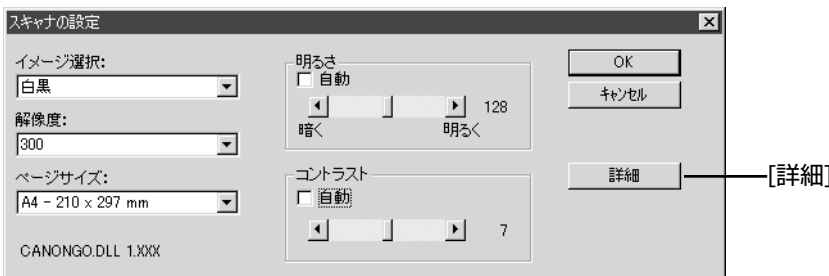 スキャナの設定
イメージ選択:
白黒
解像度:
300
ページサイズ:
A4 - 210 x 297 mm
CANONGO.DLL 1.XXX
明るさ
自動
128
暗く 明るく
コントラスト
自動
7
OK
キャンセル
詳細
[詳細]